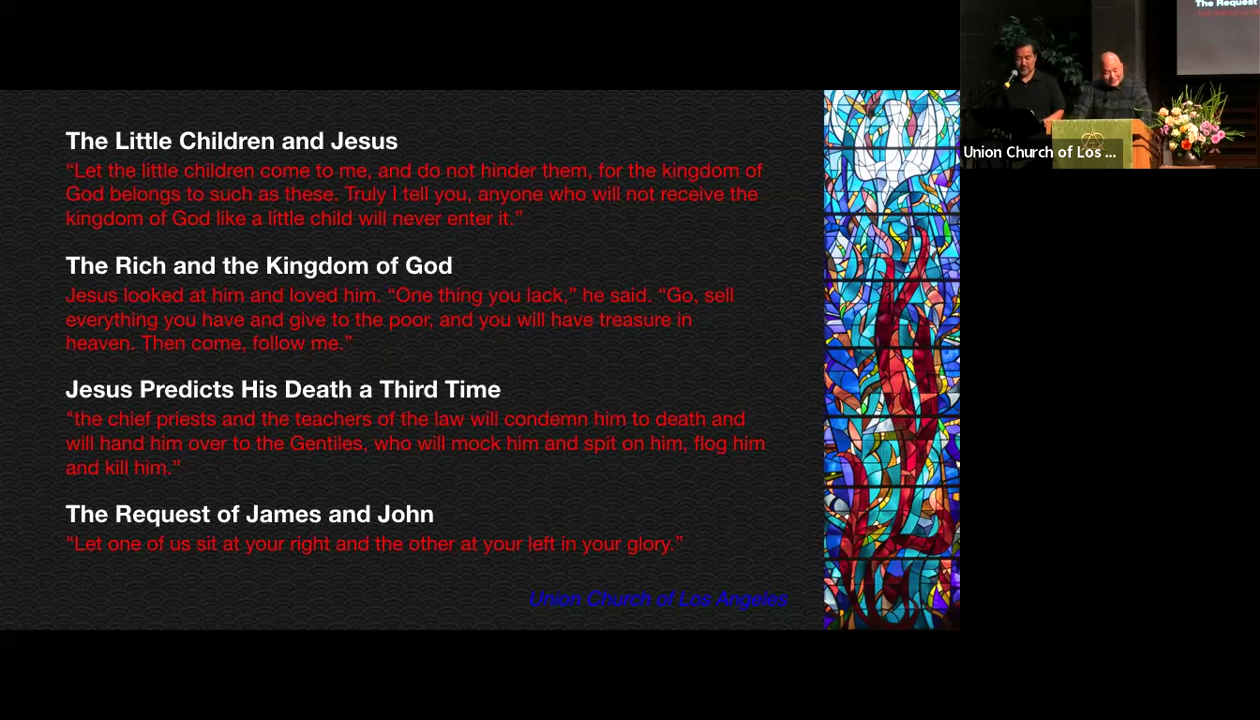 The Little Children and Jesus
“Let the little children come to me, and do not hinder them, for the kingdom of
God belongs to such as these. Truly I tell you, anyone who will not receive the
kingdom of God like a little child will never enter it.”
The Rich and the Kingdom of God
Jesus looked at him and loved him. “One thing you lack,” he said. “Go, sell
everything you have and give to the poor, and you will have treasure in
heaven. Then come, follow me.”
Jesus Predicts His Death a Third Time
“the chief priests and the teachers of the law will condemn him to death and
will hand him over to the Gentiles, who will mock him and spit on him, flog him
and kill him.”
The Request of James and John
“Let one of us sit at your right and the other at your left in your glory.”
Union Church of Los Angeles
The Request
Union Church of Los ...